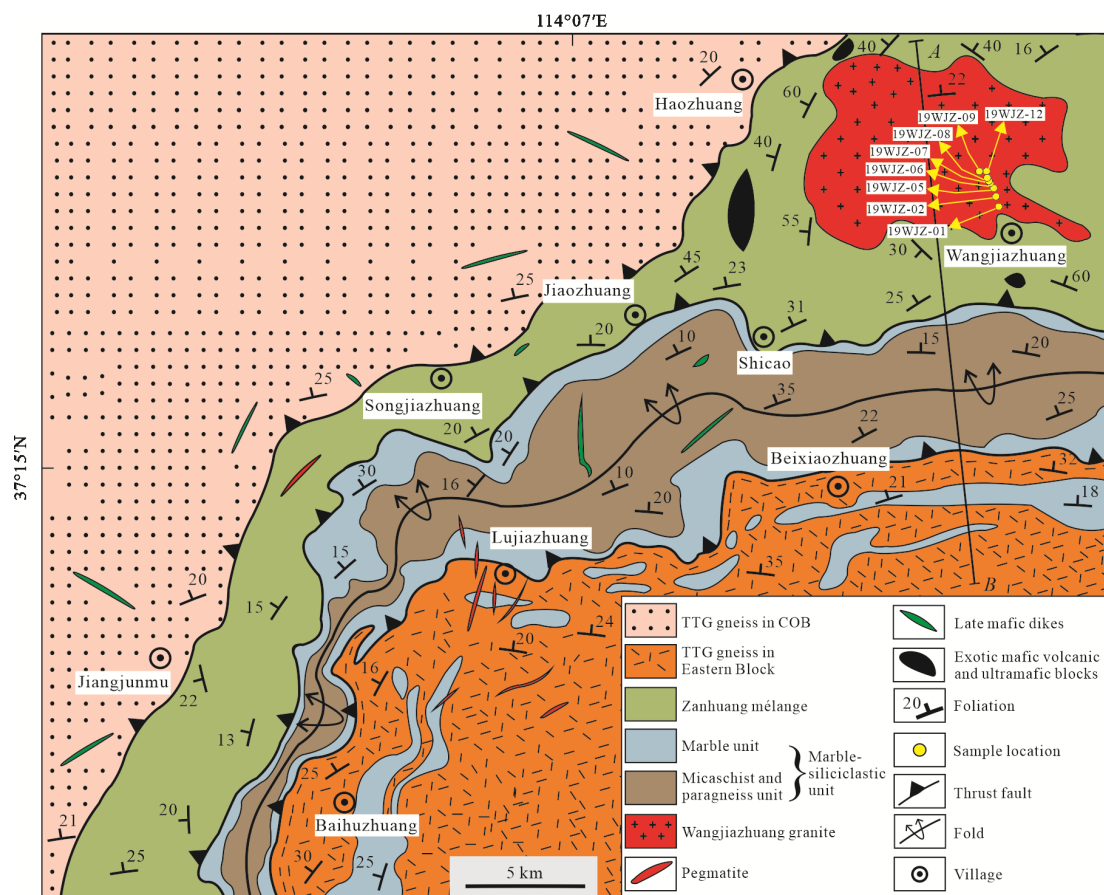 114°07′E
37°15′N
A
40
40
16
20
Haozhuang
60
22
19WJZ-09
19WJZ-12
19WJZ-08
19WJZ-07
19WJZ-06
19WJZ-05
19WJZ-02
19WJZ-01
40
55
30
Wangjiazhuang
45
23
25
Jiaozhuang
25
60
31
20
Shicao
10
15
20
25
Songjiazhuang
35
25
20
20
22
30
16
10
Beixiaozhuang
32
21
18
20
Lujiazhuang
15
35
B
20
15
24
20
Jiangjunmu
16
22
13
25
Baihuzhuang
20
21
25
30
25
5 km
TTG gneiss in COB
TTG gneiss in
Eastern Block
Zanhuang mélange
Marble unit
Micaschist and
paragneiss unit
Marble-
siliciclastic
unit
Wangjiazhuang granite
Pegmatite
Late mafic dikes
Exotic mafic volcanic
and ultramafic blocks
20
Foliation
Sample location
Thrust fault
Fold
Village